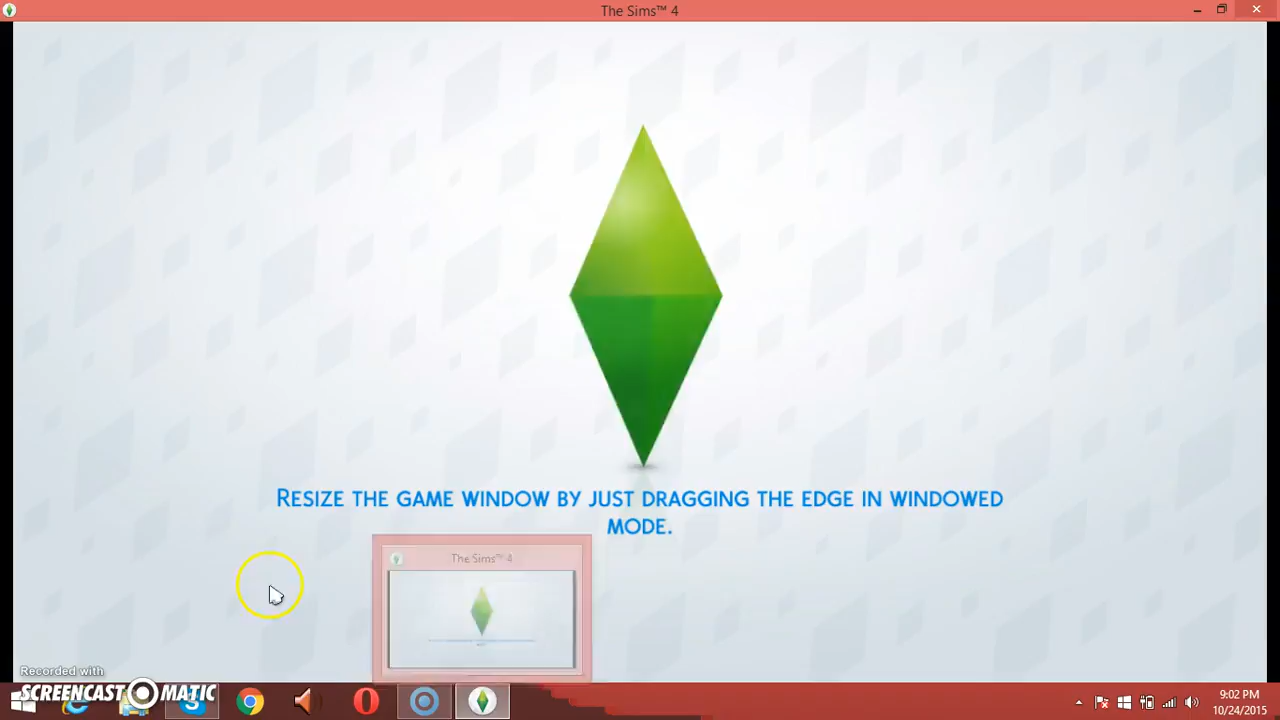 The Sims™ 4
RESIZE THE GAME WINDOW BY JUST DRAGGING THE EDGE IN WINDOWED
MODE.
The Sims™ 4
Recorded with
SCREENCAST MATIC
9:02 PM
10/24/2015